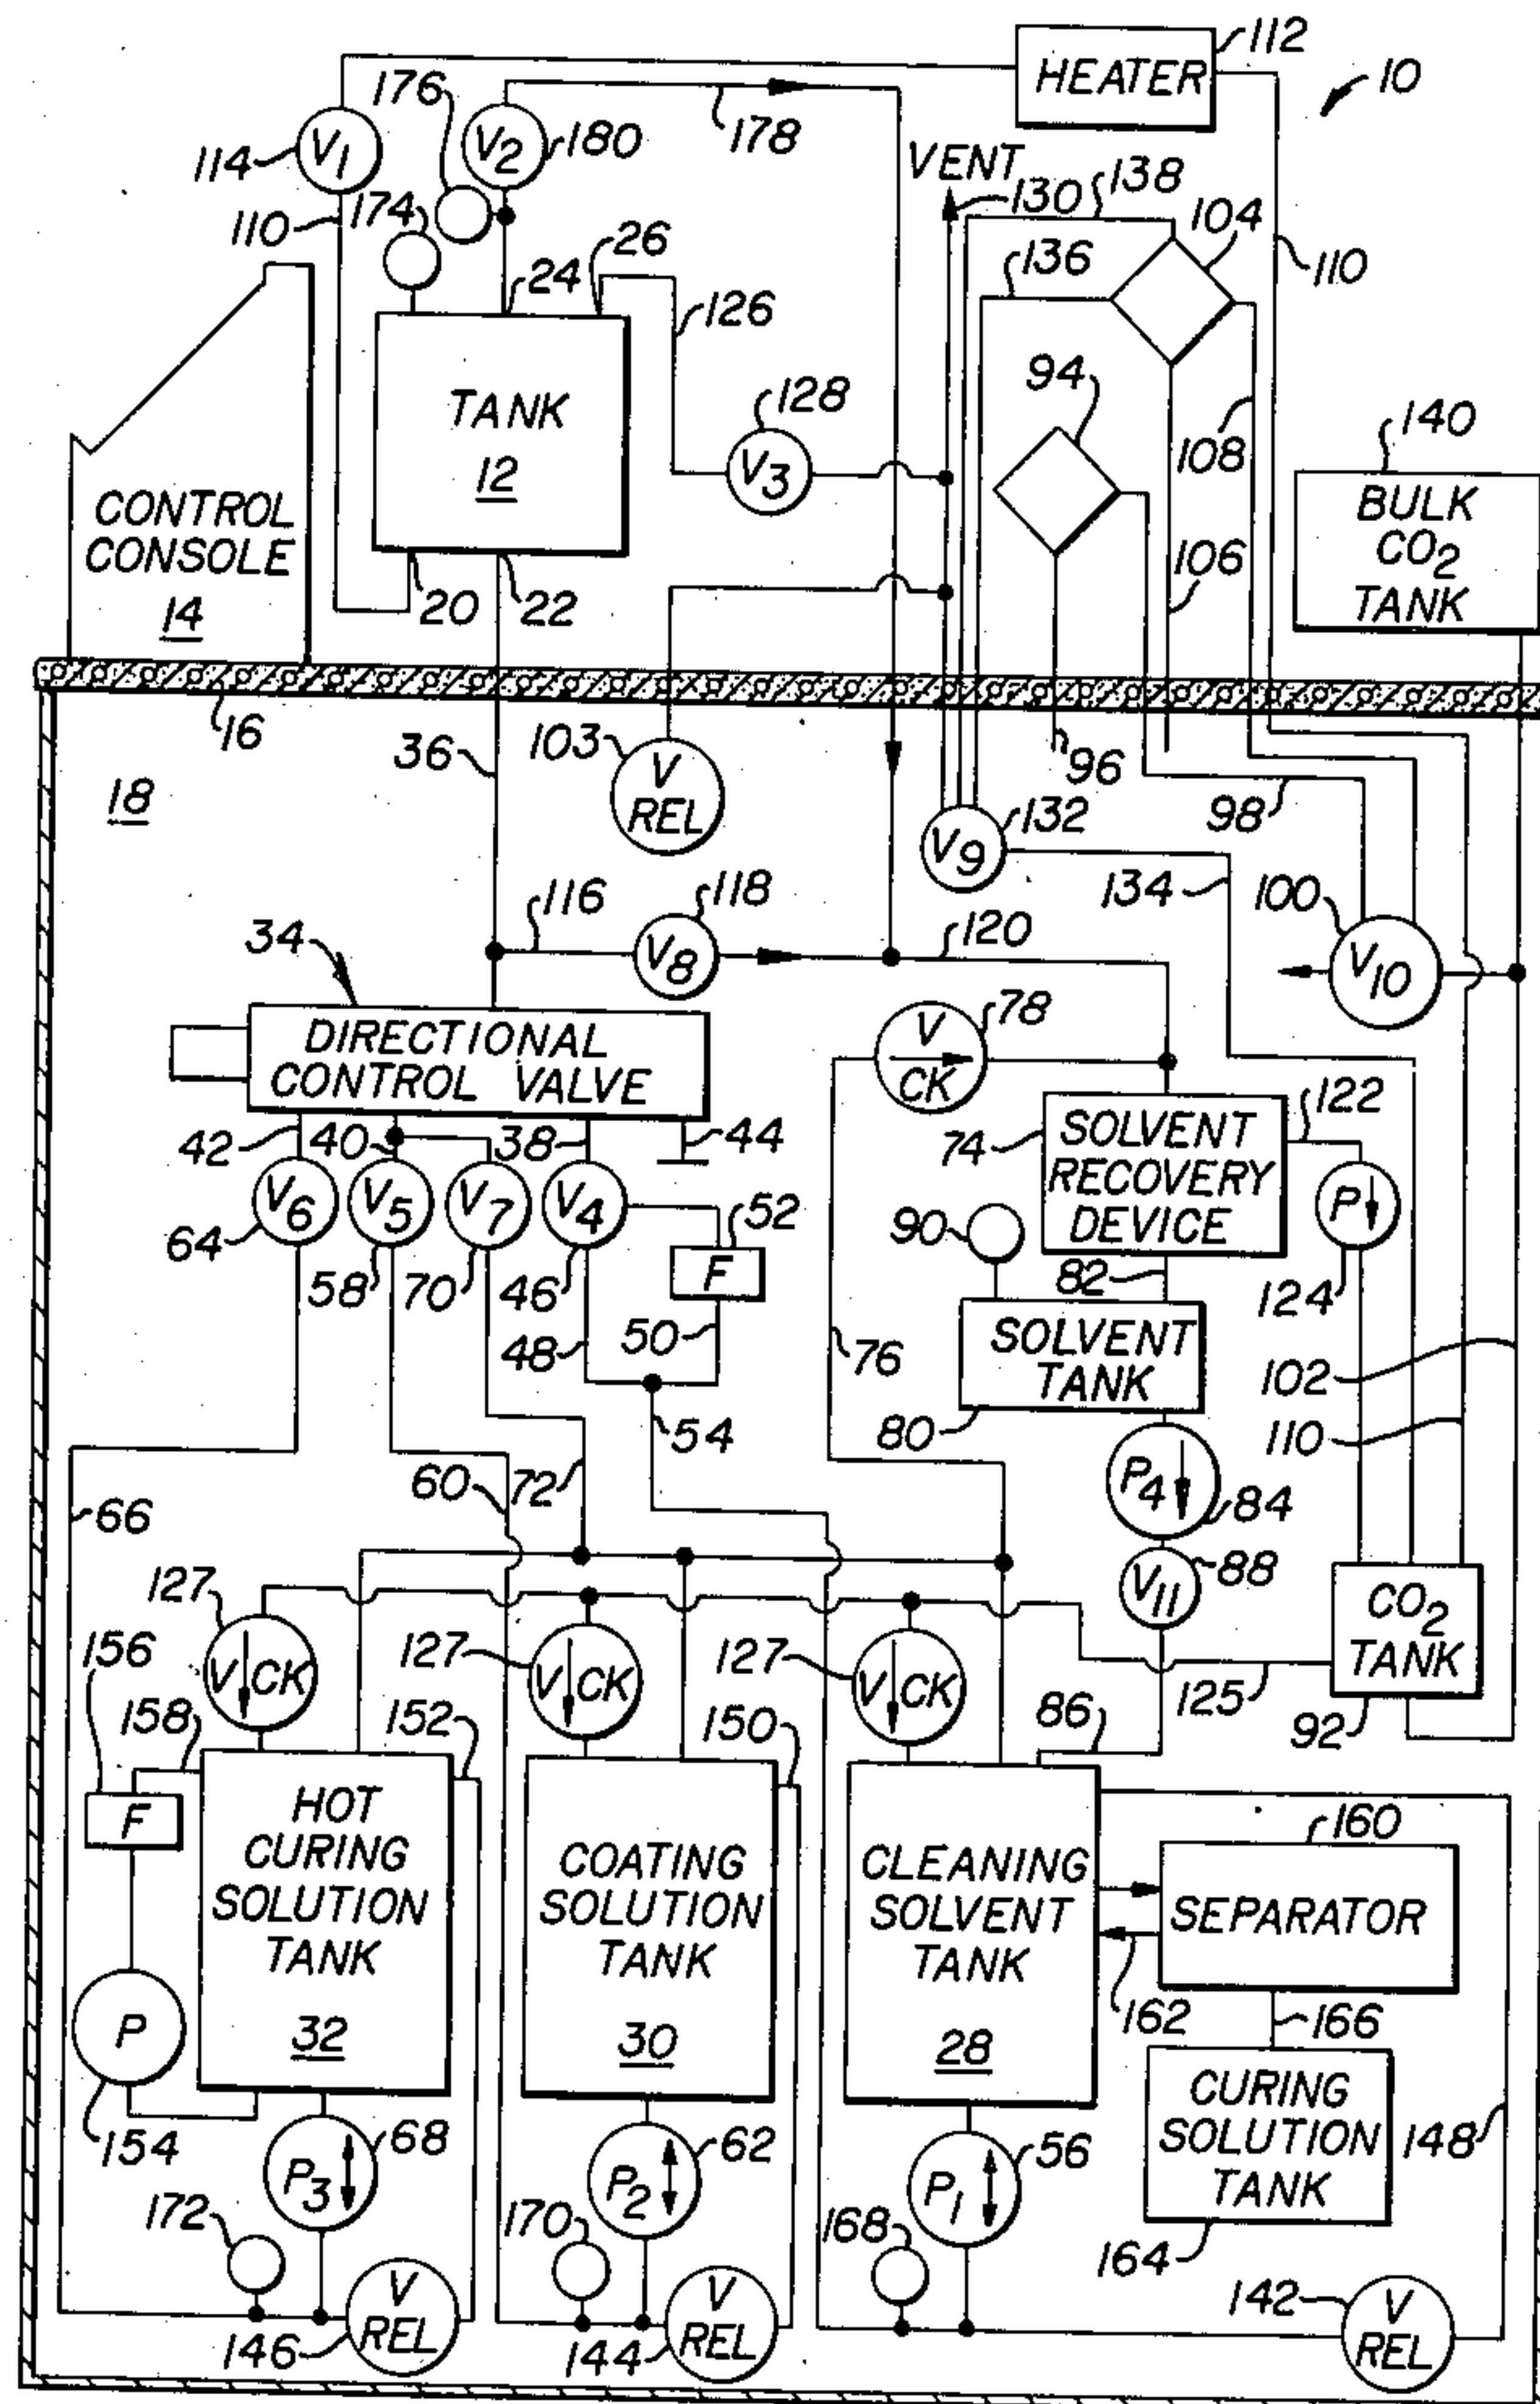 112
HEATER
10
176
V1
114
V2
180
178
VENT
130
138
104
174
110
26
24
136
110
126
TANK
12
94
128
V3
108
140
BULK
CO2
TANK
CONTROL
CONSOLE
14
20
22
106
16
36
103
V
REL
96
98
18
132
V9
134
100
V10
34
116
118
V8
120
DIRECTIONAL
CONTROL VALVE
V
CK
78
122
42
40
38
44
74
SOLVENT
RECOVERY
DEVICE
P
V6
V5
V7
V4
52
F
90
64
58
70
46
82
124
48
50
SOLVENT
TANK
76
102
54
80
110
P4
84
66
60
72
V11
88
127
CO2
TANK
156
V CK
127
V CK
127
V CK
125
92
158
152
150
86
F
HOT
CURING
SOLUTION
TANK
32
COATING
SOLUTION
TANK
30
CLEANING
SOLVENT
TANK
28
160
SEPARATOR
162
166
P
154
CURING
SOLUTION
TANK
164
148
68
P3
62
P2
56
P1
172
170
168
142
V
REL
146
V
REL
144
V
REL